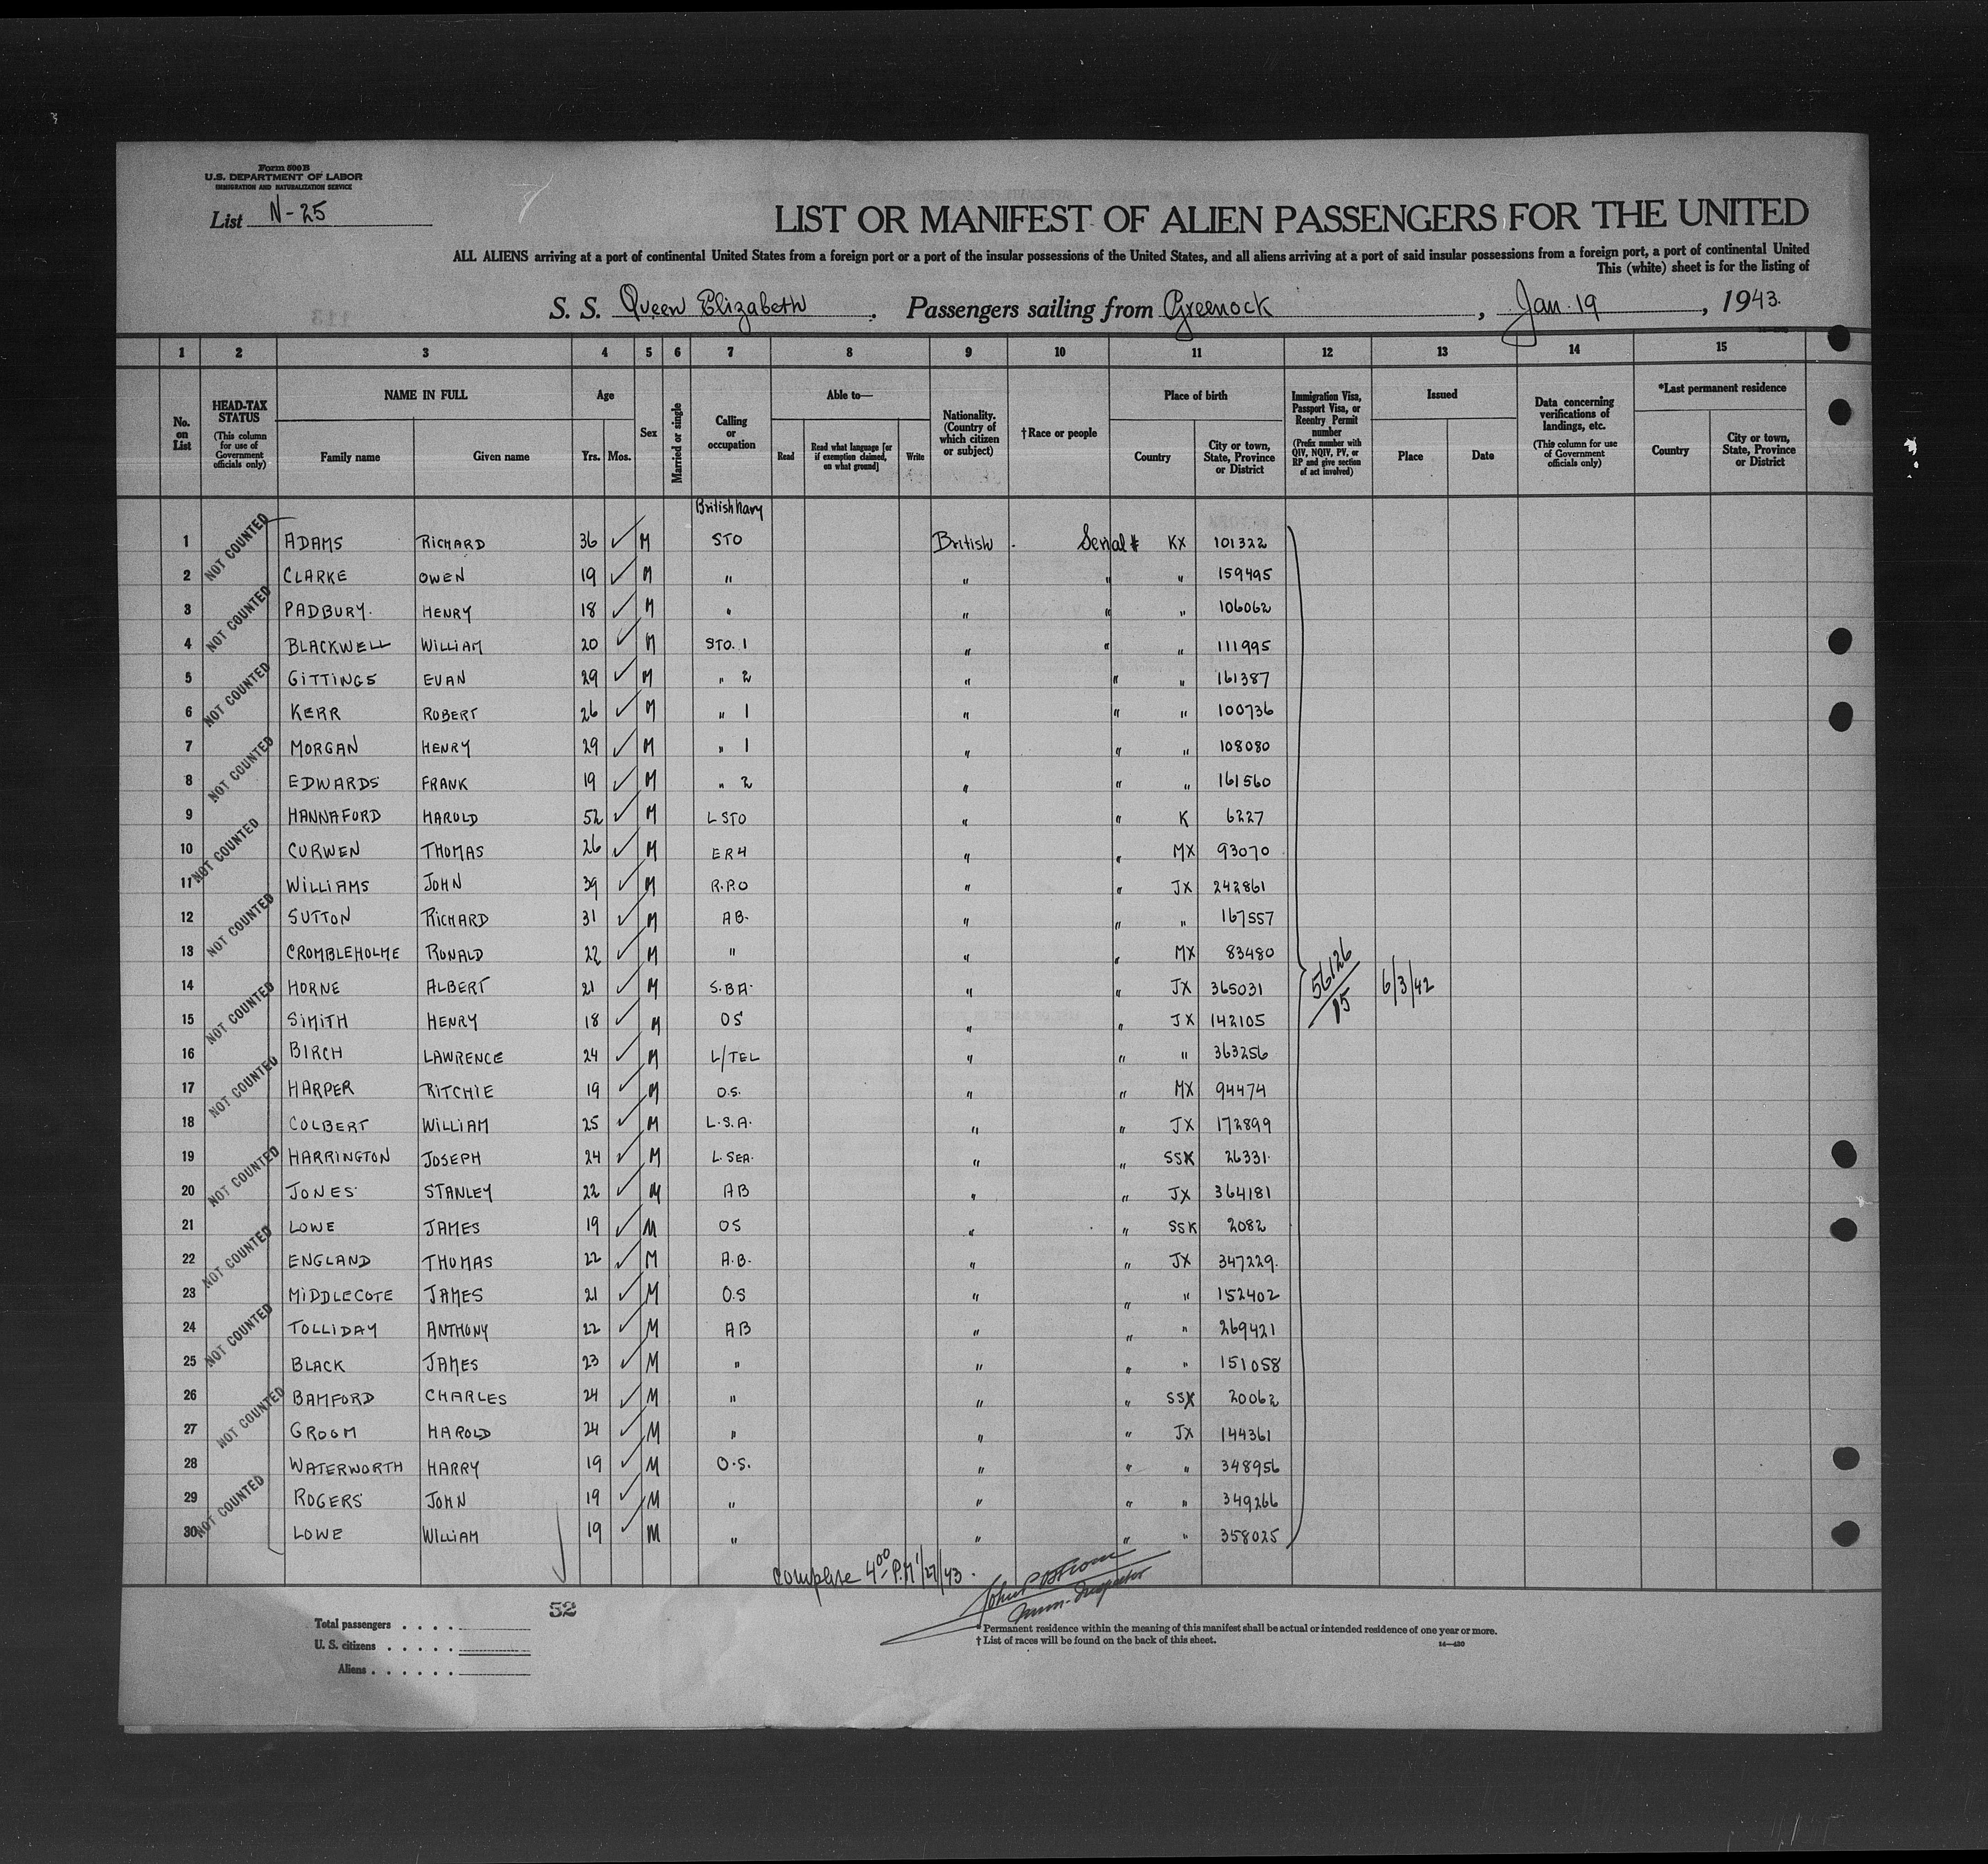 Form 500 B
U.S. DEPARTMENT OF LABOR
IMMIGRATION AND NATURALIZATION SERVICE
List N-25
LIST OR MANIFEST OF ALIEN PASSENGERS FOR THE UNITED
ALL ALIENS arriving at a port of continental United States from a foreign port or a port of the insular possessions of the United States, and all aliens arriving at a port of said insular possessions from a foreign port, a port of continental United
This (white) sheet is for the listing of
S. S. Queen Elizabeth , Passengers sailing from Greenock , Jan. 19 , 1943.
113
1 2 3 4 5 6 7 8 9 10 11 12 13 14 15
No. on List
HEAD-TAX STATUS (This column for use of Government officials only)
NAME IN FULL
Family name Given name
Age
Yrs. Mos.
Sex
Married or single
Calling or occupation
Able to—
Read Read what language [or if exemption claimed, on what ground] Write
Nationality. (Country of which citizen or subject)
†Race or people
Place of birth
Country City or town, State, Province or District
Immigration Visa, Passport Visa, or Reentry Permit number (Prefix number with QIV, NQIV, PV, or RP and give section of act involved)
Issued
Place Date
Data concerning verifications of landings, etc. (This column for use of Government officials only)
*Last permanent residence
Country City or town, State, Province or District
British Navy
1 NOT COUNTED ADAMS RICHARD 36 ✓ M STO British Serial # KX 101322
2 CLARKE OWEN 19 ✓ M " " " " 159495
3 NOT COUNTED PADBURY. HENRY 18 ✓ M " " " " 106062
4 BLACKWELL WILLIAM 20 ✓ M STO. 1 " " " 111995
5 NOT COUNTED GITTINGS EVAN 29 ✓ M " 2 " " " 161387
6 KERR ROBERT 26 ✓ M " 1 " " " 100736
7 NOT COUNTED MORGAN HENRY 29 ✓ M " 1 " " " 108080
8 EDWARDS FRANK 19 ✓ M " 2 " " " 161560
9 HANNAFORD HAROLD 52 ✓ M L STO " " K 6227
10 NOT COUNTED CURWEN THOMAS 26 ✓ M ER4 " " MX 93070
11 WILLIAMS JOHN 39 ✓ M R.P.O " " JX 242861
12 NOT COUNTED SUTTON RICHARD 31 ✓ M AB. " " " 167557
13 CROMBLEHOLME RONALD 22 ✓ M " " " MX 83480
14 HORNE ALBERT 21 ✓ M S.BA. " " JX 365031 56126/85 6/3/42
15 NOT COUNTED SMITH HENRY 18 ✓ M OS " " JX 142105
16 BIRCH LAWRENCE 24 ✓ M L/TEL " " " 363256
17 NOT COUNTED HARPER RITCHIE 19 ✓ M O.S. " " MX 94474
18 COLBERT WILLIAM 25 ✓ M L.S.A. " " JX 172899
19 NOT COUNTED HARRINGTON JOSEPH 24 ✓ M L. SEA. " " SSX 26331.
20 JONES STANLEY 22 ✓ M AB " " JX 364181
21 LOWE JAMES 19 ✓ M OS " " SSX 2082
22 NOT COUNTED ENGLAND THOMAS 22 ✓ M A.B. " " JX 347229.
23 MIDDLECOTE JAMES 21 ✓ M O.S " " " 152402
24 NOT COUNTED TOLLIDAY ANTHONY 22 ✓ M AB " " " 269421
25 BLACK JAMES 23 ✓ M " " " " 151058
26 NOT COUNTED BAMFORD CHARLES 24 ✓ M " " " SSX 20062
27 GROOM HAROLD 24 ✓ M " " " JX 144361
28 WATERWORTH HARRY 19 ✓ M O.S. " " " 348956
29 NOT COUNTED ROGERS JOHN 19 ✓ M " " " " 349266
30 LOWE WILLIAM 19 ✓ M " " " " 358025
Complete 4:00 P.M 1/27/43.
Immn. Inspector
52
Total passengers
U. S. citizens
Aliens
* Permanent residence within the meaning of this manifest shall be actual or intended residence of one year or more.
† List of races will be found on the back of this sheet.
14—430